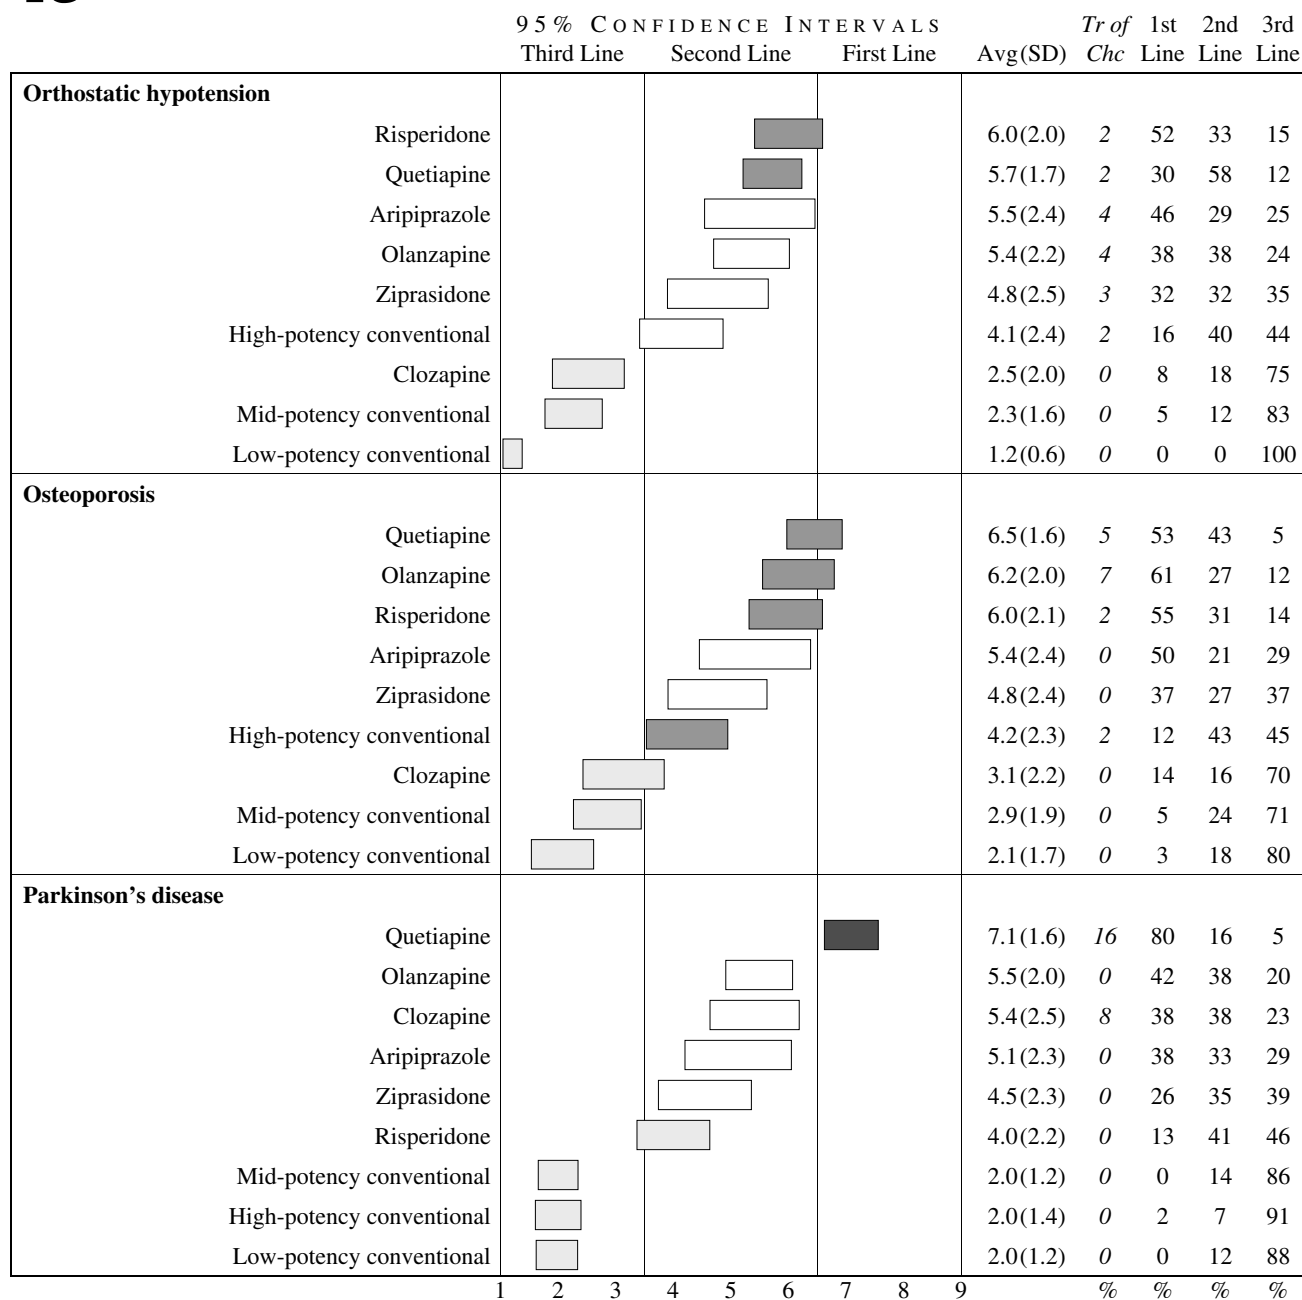 95% CONFIDENCE INTERVALS Tr of 1st 2nd 3rd
Third Line Second Line First Line Avg(SD) Chc Line Line Line
Orthostatic hypotension
Risperidone 6.0(2.0) 2 52 33 15
Quetiapine 5.7(1.7) 2 30 58 12
Aripiprazole 5.5(2.4) 4 46 29 25
Olanzapine 5.4(2.2) 4 38 38 24
Ziprasidone 4.8(2.5) 3 32 32 35
High-potency conventional 4.1(2.4) 2 16 40 44
Clozapine 2.5(2.0) 0 8 18 75
Mid-potency conventional 2.3(1.6) 0 5 12 83
Low-potency conventional 1.2(0.6) 0 0 0 100
Osteoporosis
Quetiapine 6.5(1.6) 5 53 43 5
Olanzapine 6.2(2.0) 7 61 27 12
Risperidone 6.0(2.1) 2 55 31 14
Aripiprazole 5.4(2.4) 0 50 21 29
Ziprasidone 4.8(2.4) 0 37 27 37
High-potency conventional 4.2(2.3) 2 12 43 45
Clozapine 3.1(2.2) 0 14 16 70
Mid-potency conventional 2.9(1.9) 0 5 24 71
Low-potency conventional 2.1(1.7) 0 3 18 80
Parkinson's disease
Quetiapine 7.1(1.6) 16 80 16 5
Olanzapine 5.5(2.0) 0 42 38 20
Clozapine 5.4(2.5) 8 38 38 23
Aripiprazole 5.1(2.3) 0 38 33 29
Ziprasidone 4.5(2.3) 0 26 35 39
Risperidone 4.0(2.2) 0 13 41 46
Mid-potency conventional 2.0(1.2) 0 0 14 86
High-potency conventional 2.0(1.4) 0 2 7 91
Low-potency conventional 2.0(1.2) 0 0 12 88
1 2 3 4 5 6 7 8 9 % % % %